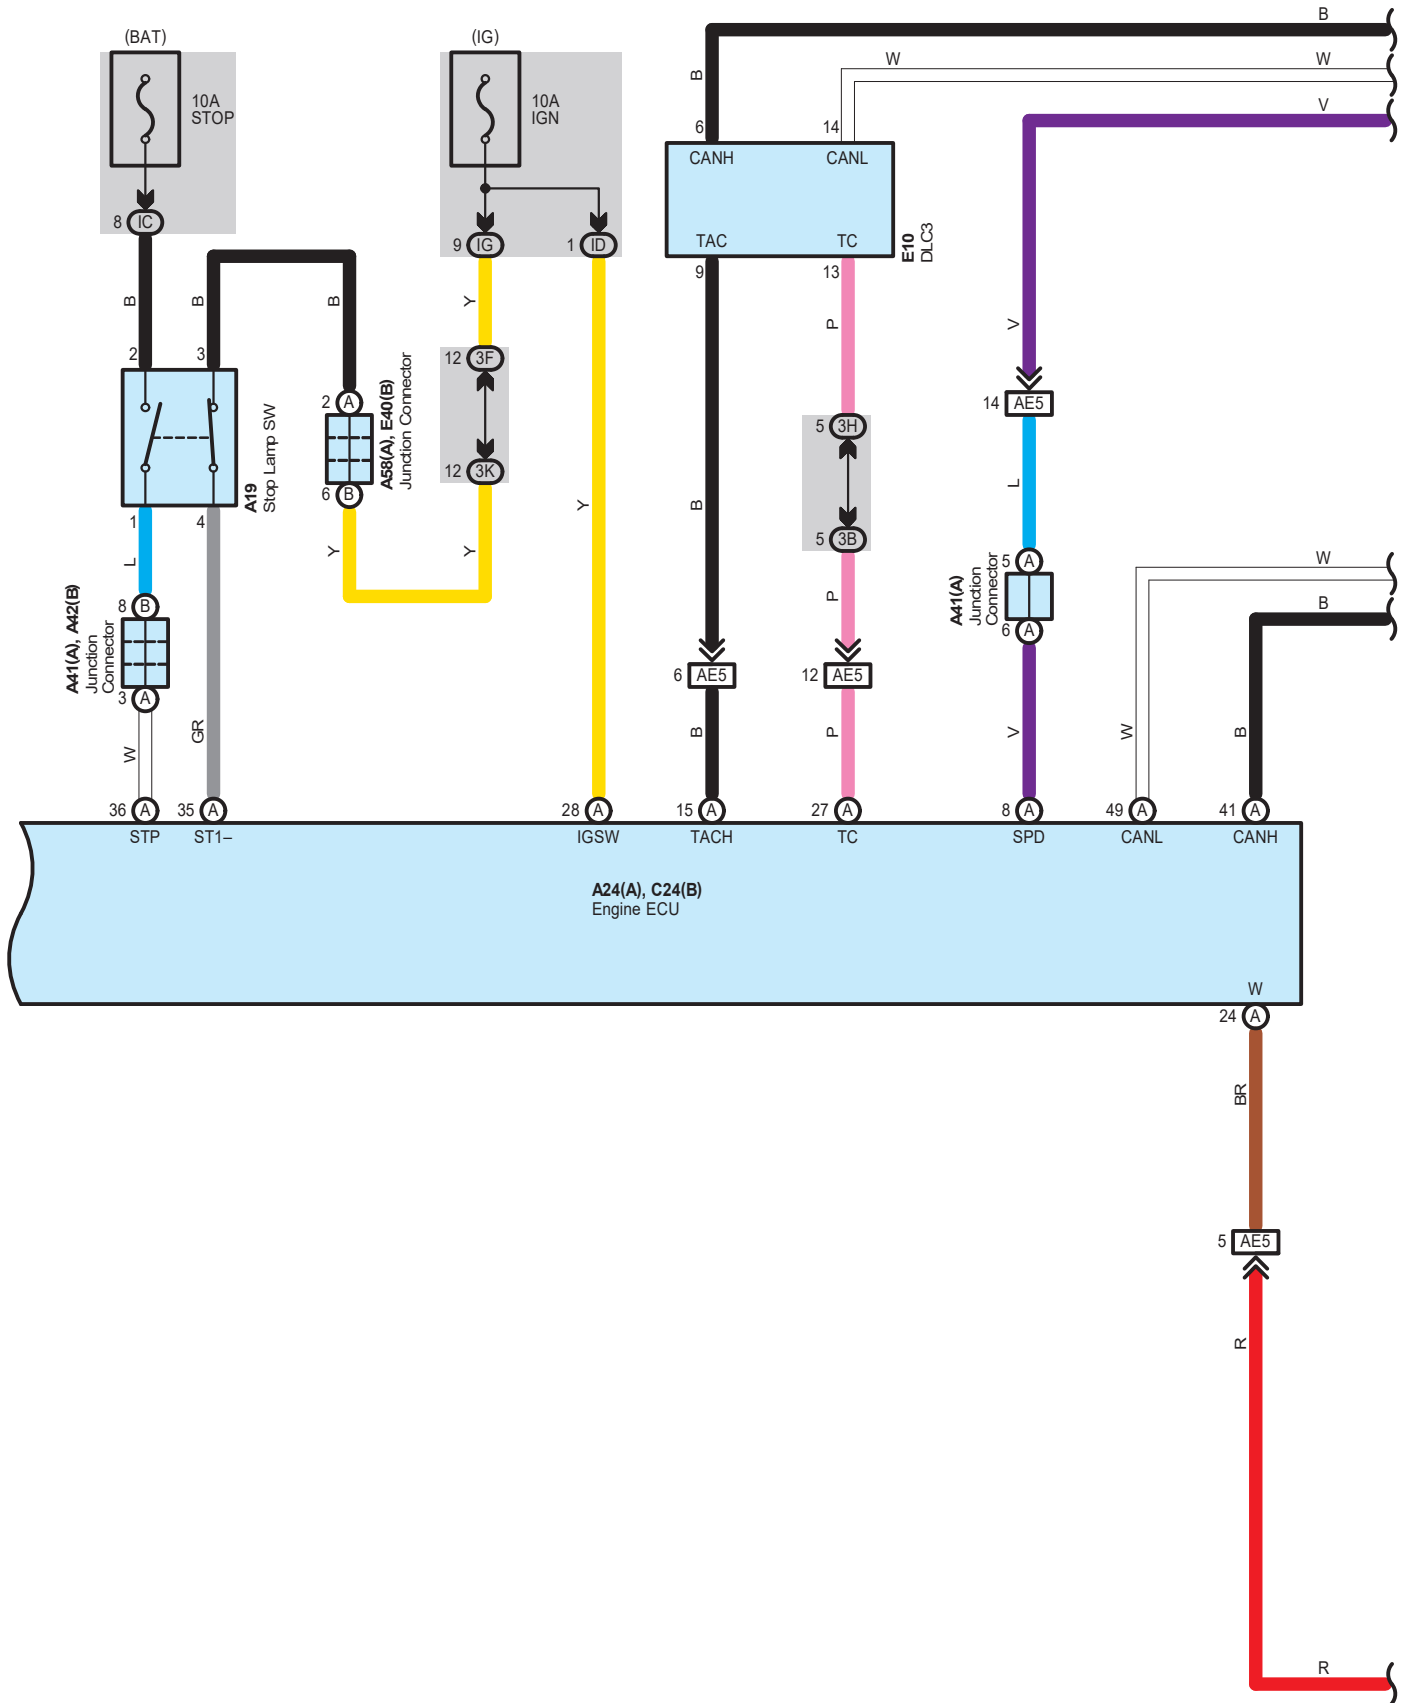 (BAT)
10A
STOP
8 IC
B
B
B
2
3
A19
Stop Lamp SW
1
4
L
GR
A41(A), A42(B)
Junction
Connector
8 B
3 A
W
2 A
6 B
A58(A), E40(B)
Junction Connector
Y
(IG)
10A
IGN
9 IG
1 ID
Y
12 3F
12 3K
Y
Y
B
B
W
W
V
6
14
CANH
CANL
TAC
TC
E10
DLC3
9
13
B
P
5 3H
5 3B
P
6 AE5
12 AE5
B
P
V
14 AE5
L
5 A
A41(A)
Junction
Connector
6 A
V
W
B
W
B
36 A
35 A
28 A
15 A
27 A
8 A
49 A
41 A
STP
ST1–
IGSW
TACH
TC
SPD
CANL
CANH
A24(A), C24(B)
Engine ECU
W
24 A
BR
5 AE5
R
R